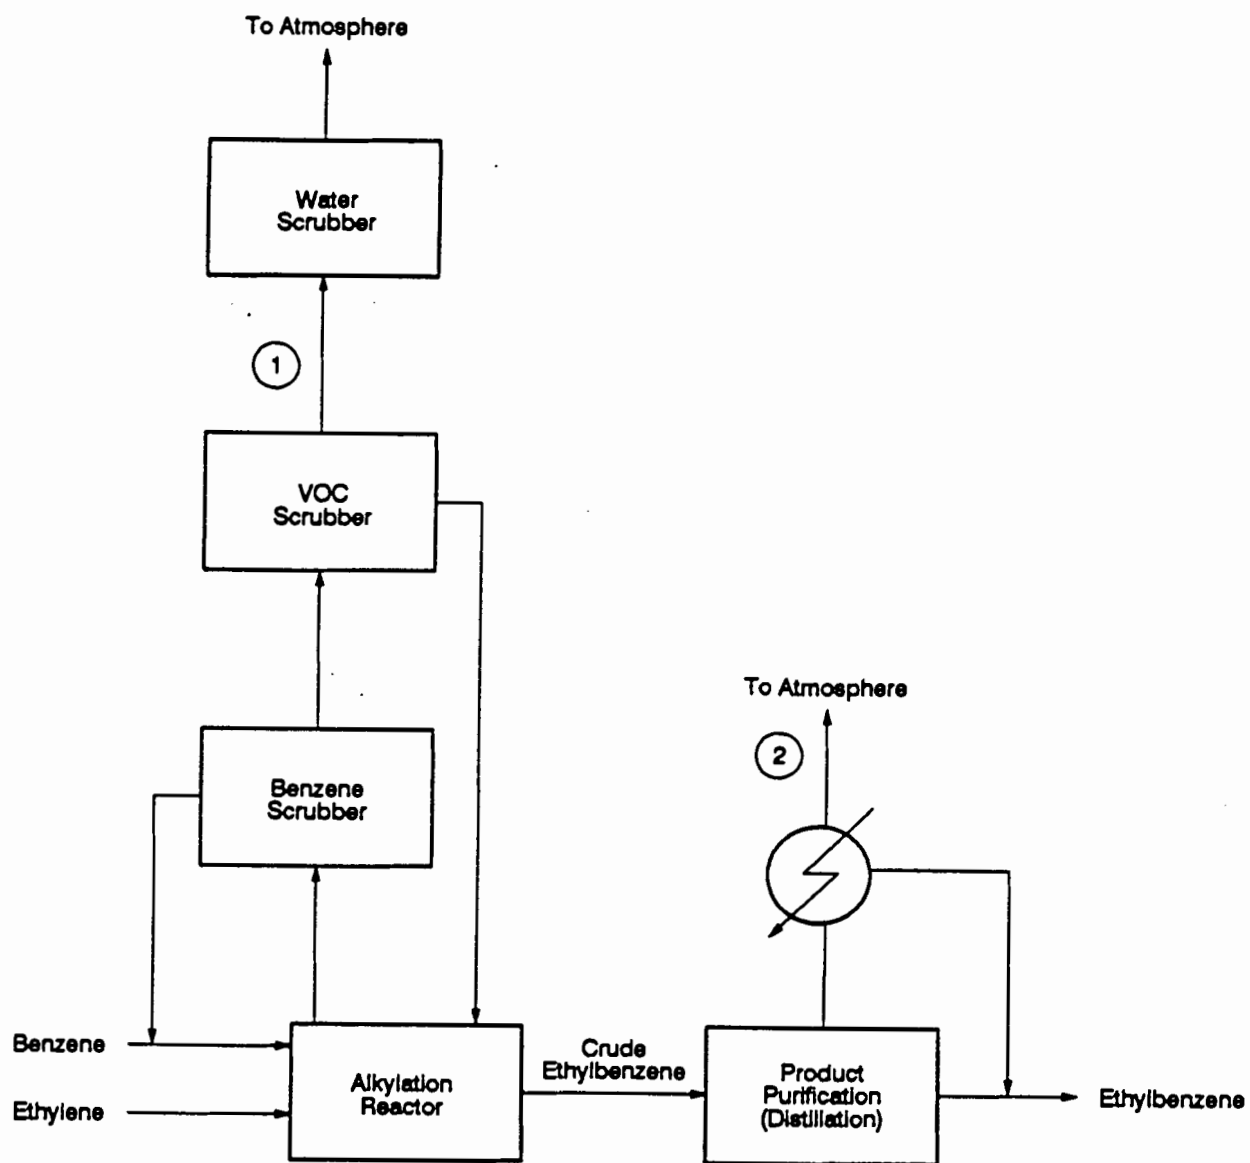 To Atmosphere
Water
Scrubber
1
VOC
Scrubber
To Atmosphere
2
Benzene
Scrubber
Benzene
Ethylene
Alkylation
Reactor
Crude
Ethylbenzene
Product
Purification
(Distillation)
Ethylbenzene